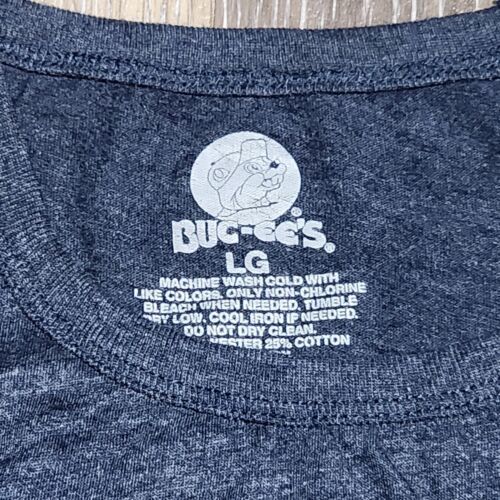 BUC-EE'S
LG
MACHINE WASH COLD WITH
LIKE COLORS. ONLY NON-CHLORINE
BLEACH WHEN NEEDED. TUMBLE
DRY LOW. COOL IRON IF NEEDED.
DO NOT DRY CLEAN.
25% COTTON